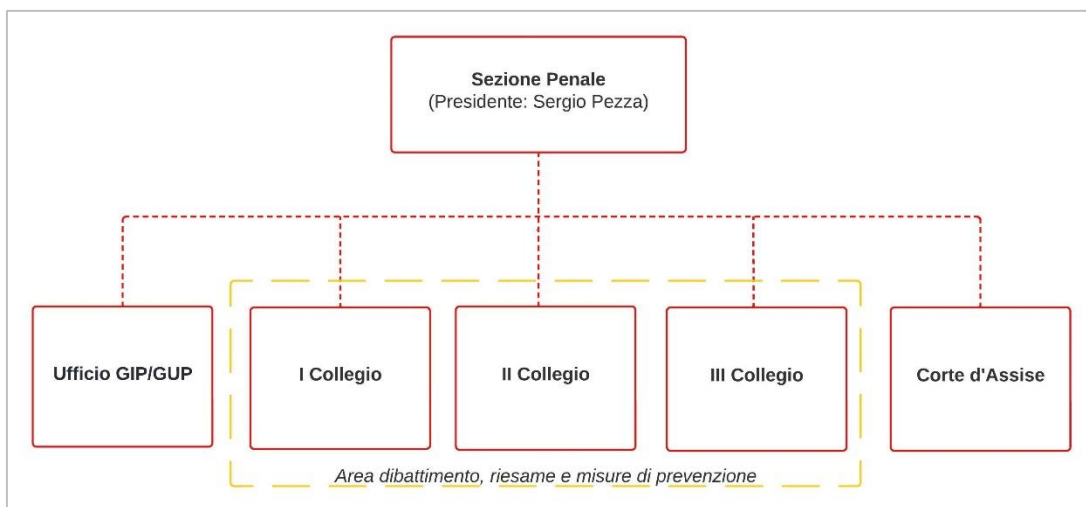 Sezione Penale
(Presidente: Sergio Pezza)
Ufficio GIP/GUP
I Collegio
II Collegio
III Collegio
Corte d'Assise
Area dibattimento, riesame e misure di prevenzione